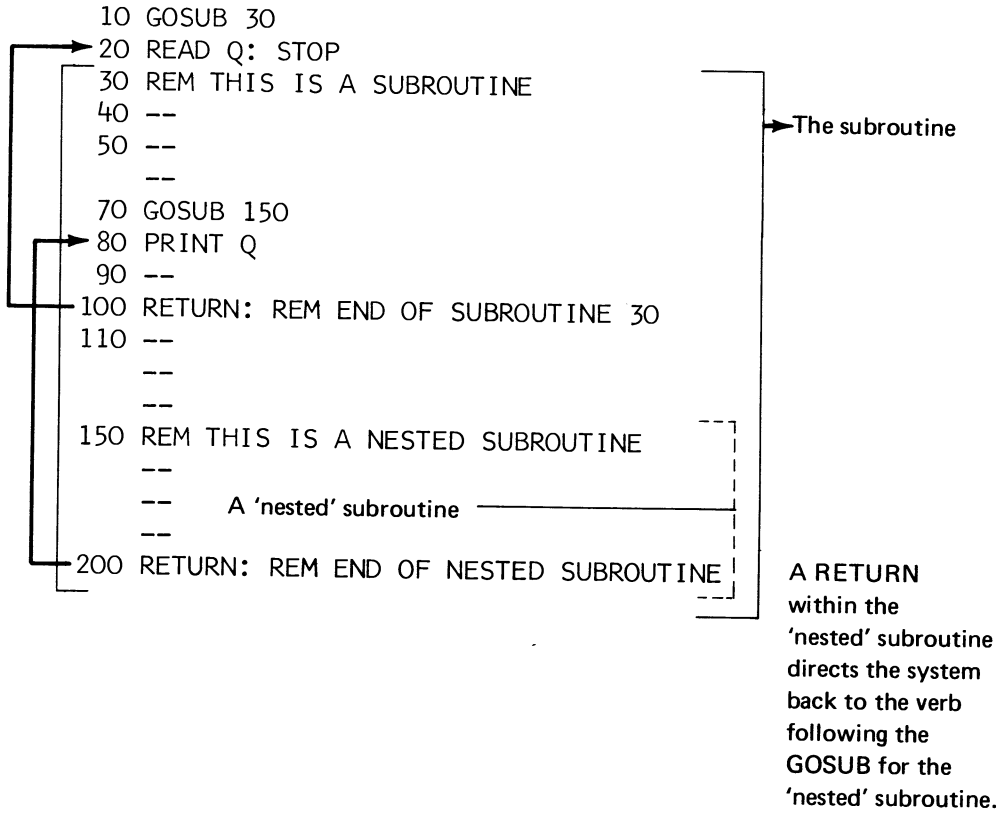 10 GOSUB 30
20 READ Q: STOP
30 REM THIS IS A SUBROUTINE
40 --
The subroutine
50 --
--
70 GOSUB 150
80 PRINT Q
90 --
100 RETURN: REM END OF SUBROUTINE 30
110 --
--
--
150 REM THIS IS A NESTED SUBROUTINE
--
--
A ‘nested’ subroutine
--
200 RETURN: REM END OF NESTED SUBROUTINE
A RETURN
within the
‘nested’ subroutine
directs the system
back to the verb
following the
GOSUB for the
‘nested’ subroutine.